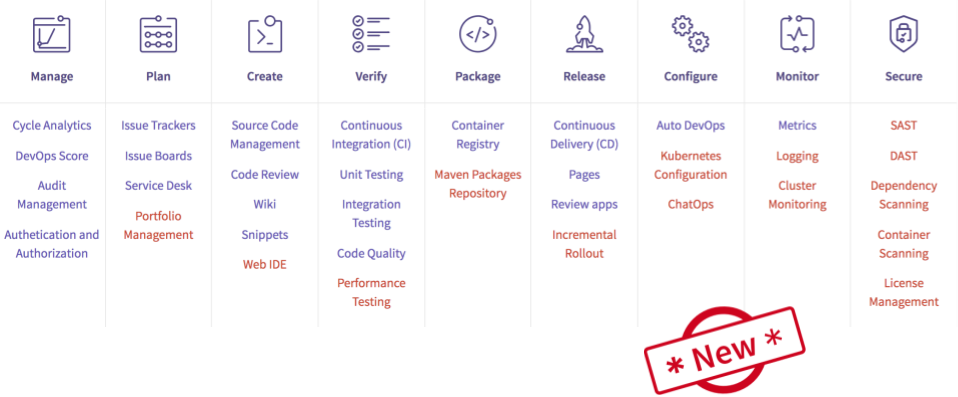 Manage
Plan
Create
Verify
Package
Release
Configure
Monitor
Secure
Cycle Analytics
DevOps Score
Audit
Management
Authetication and
Authorization
Issue Trackers
Issue Boards
Service Desk
Portfolio
Management
Source Code
Management
Code Review
Wiki
Snippets
Web IDE
Continuous
Integration (CI)
Unit Testing
Integration
Testing
Code Quality
Performance
Testing
Container
Registry
Maven Packages
Repository
Continuous
Delivery (CD)
Pages
Review apps
Incremental
Rollout
Auto DevOps
Kubernetes
Configuration
ChatOps
Metrics
Logging
Cluster
Monitoring
SAST
DAST
Dependency
Scanning
Container
Scanning
License
Management
* New *